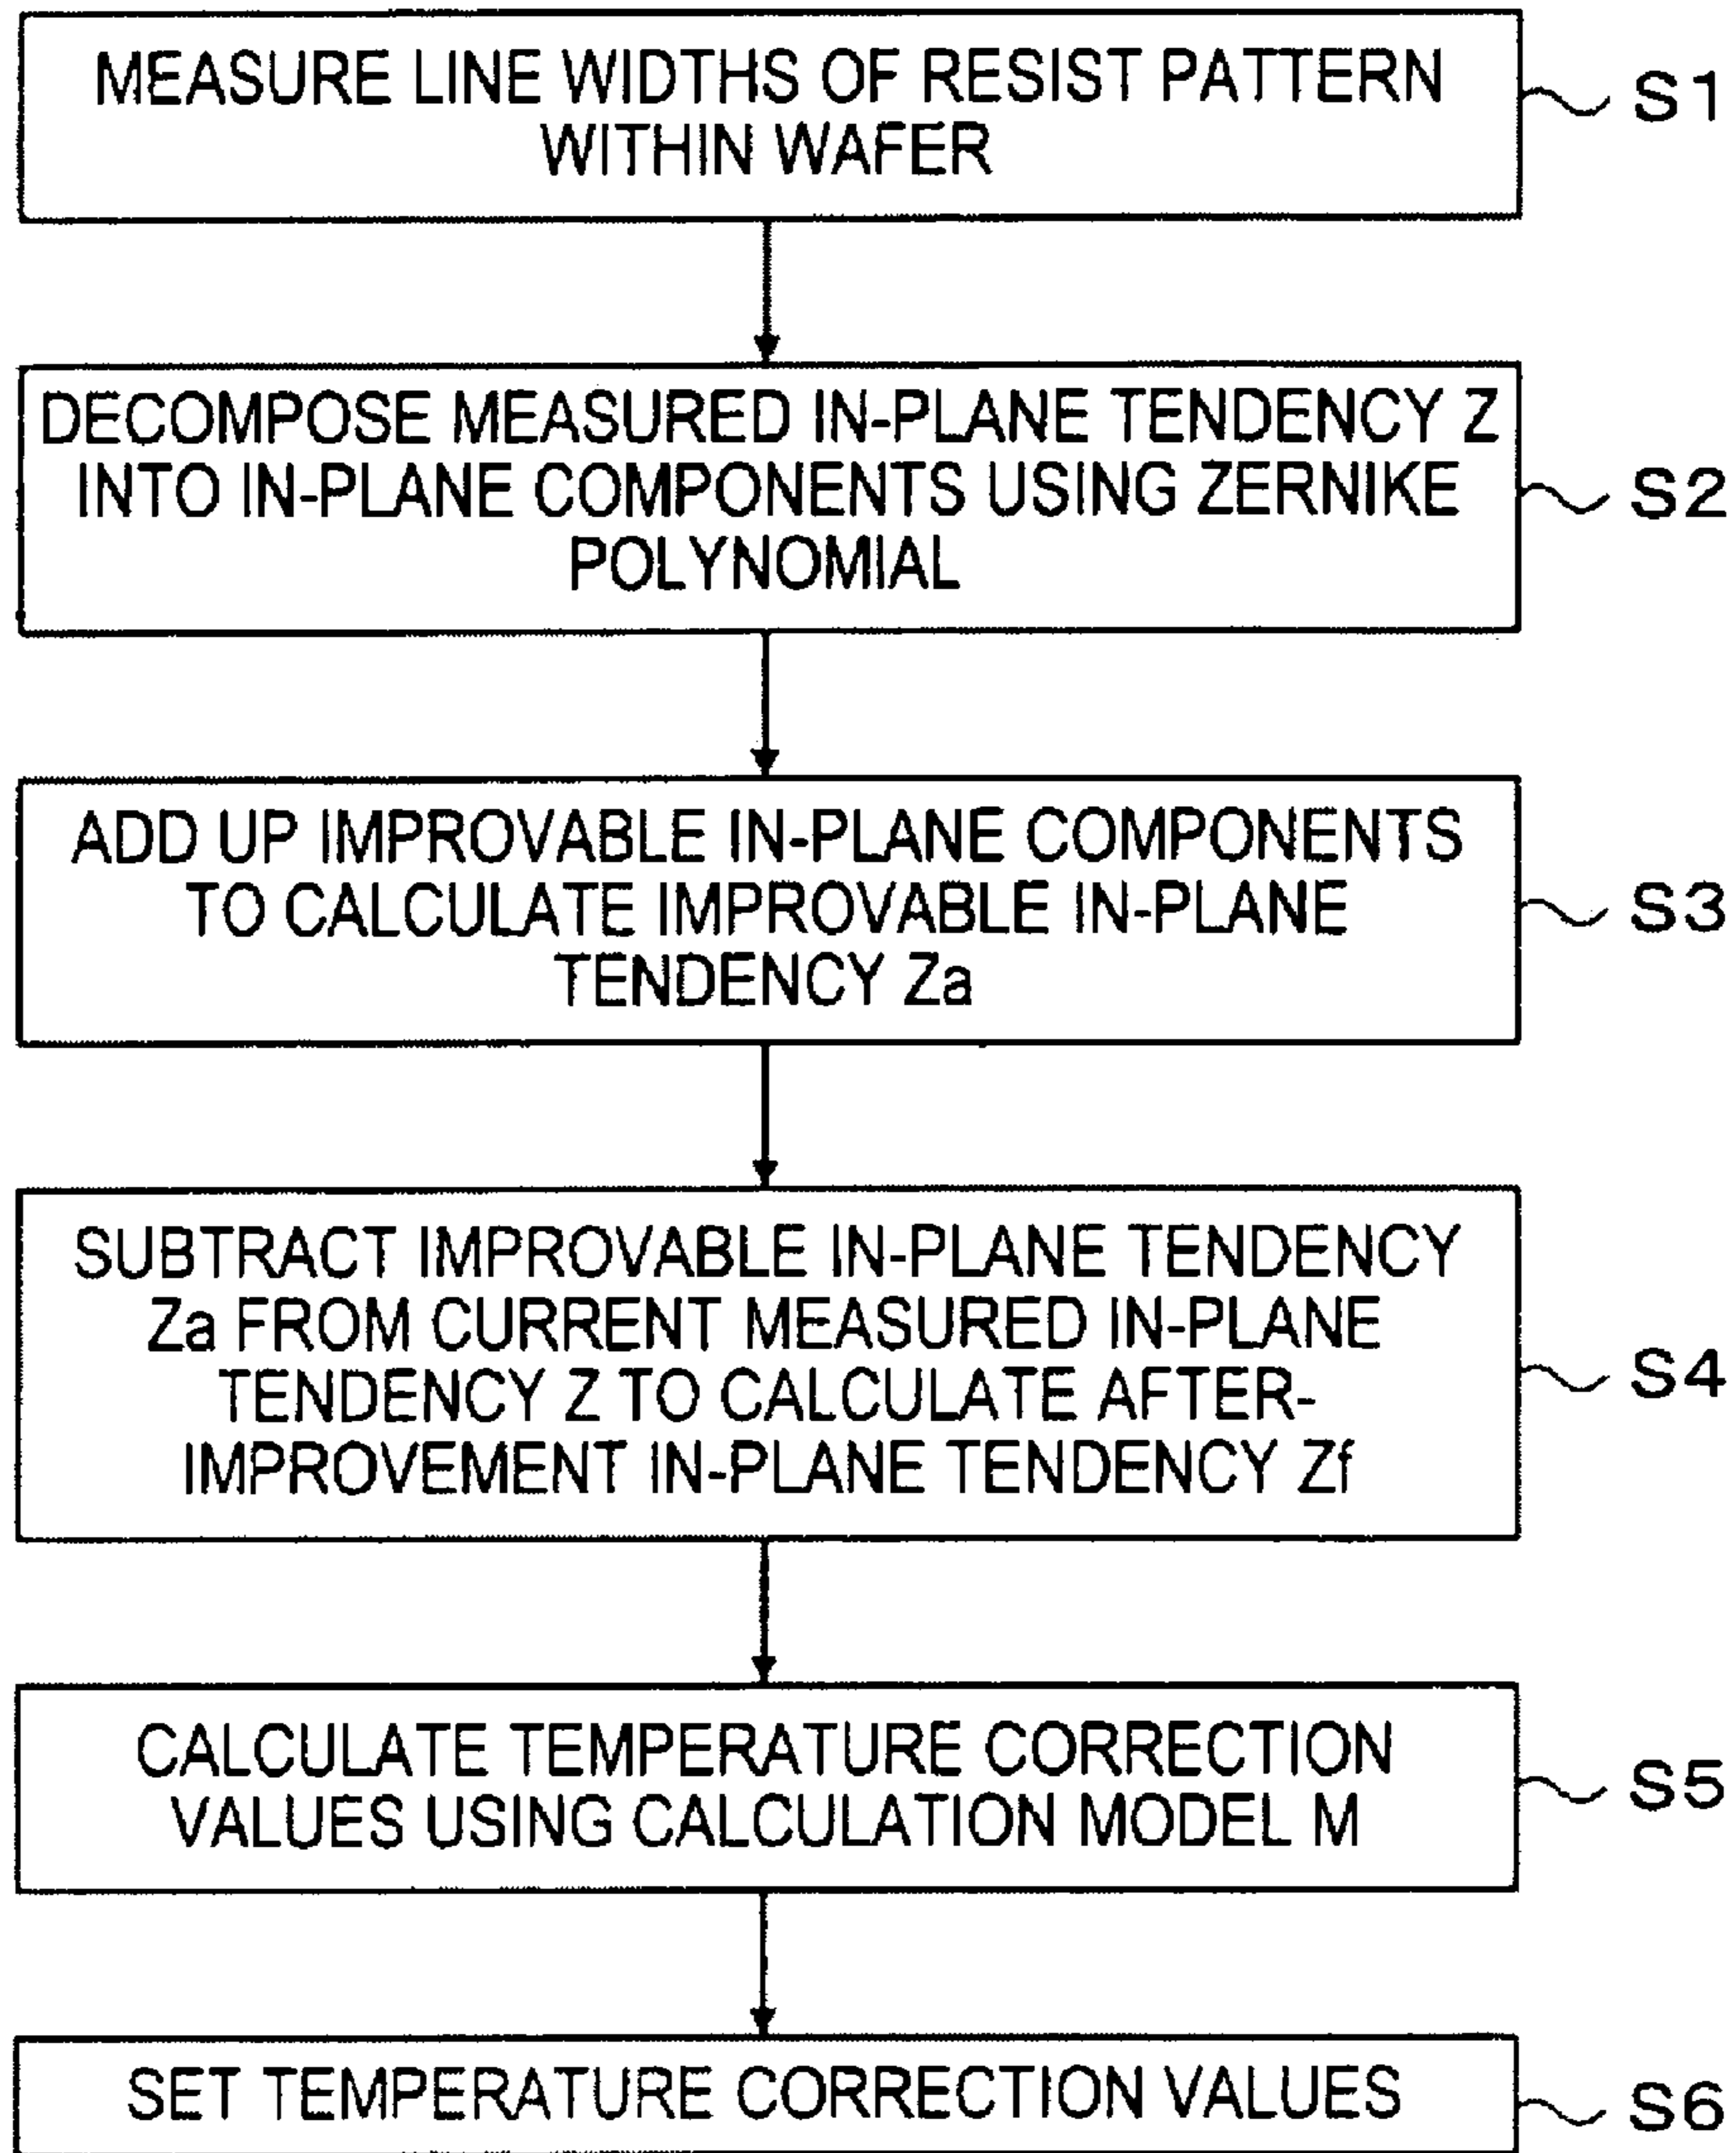 MEASURE LINE WIDTHS OF RESIST PATTERN
WITHIN WAFER
S1
DECOMPOSE MEASURED IN-PLANE TENDENCY Z
INTO IN-PLANE COMPONENTS USING ZERNIKE
POLYNOMIAL
S2
ADD UP IMPROVABLE IN-PLANE COMPONENTS
TO CALCULATE IMPROVABLE IN-PLANE
TENDENCY Za
S3
SUBTRACT IMPROVABLE IN-PLANE TENDENCY
Za FROM CURRENT MEASURED IN-PLANE
TENDENCY Z TO CALCULATE AFTER-
IMPROVEMENT IN-PLANE TENDENCY Zf
S4
CALCULATE TEMPERATURE CORRECTION
VALUES USING CALCULATION MODEL M
S5
SET TEMPERATURE CORRECTION VALUES
S6